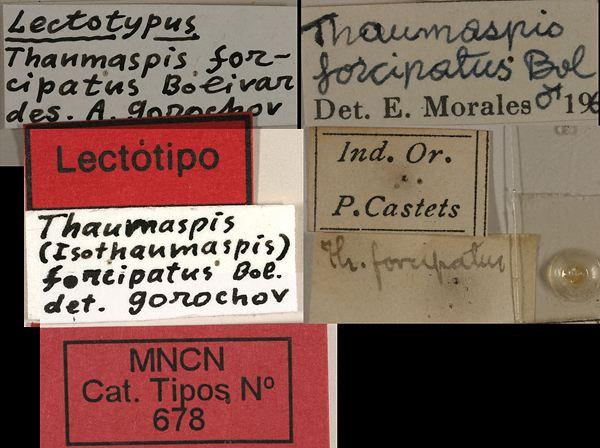 Lectotypus
Thaumaspis for-
cipatus Bolivar
des. A. gorochov
Thaumaspis
forcipatus Bol
Det. E. Morales ♂ 196
Lectótipo
Ind. Or.
P. Castets
Thaumaspis
(Isothaumaspis)
forcipatus Bol.
det. gorochov
Th. forcipatus
MNCN
Cat. Tipos Nº
678